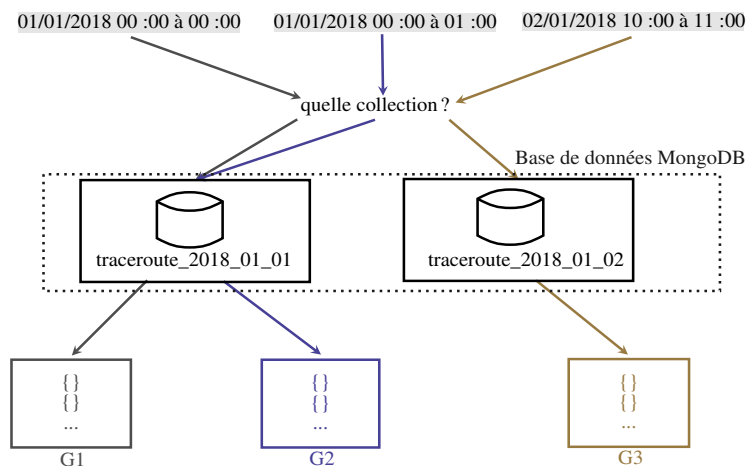 01/01/2018 00 :00 à 00 :00
01/01/2018 00 :00 à 01 :00
02/01/2018 10 :00 à 11 :00
quelle collection ?
Base de données MongoDB
traceroute_2018_01_01
traceroute_2018_01_02
{}
{}
...
{}
{}
...
{}
{}
...
G1
G2
G3